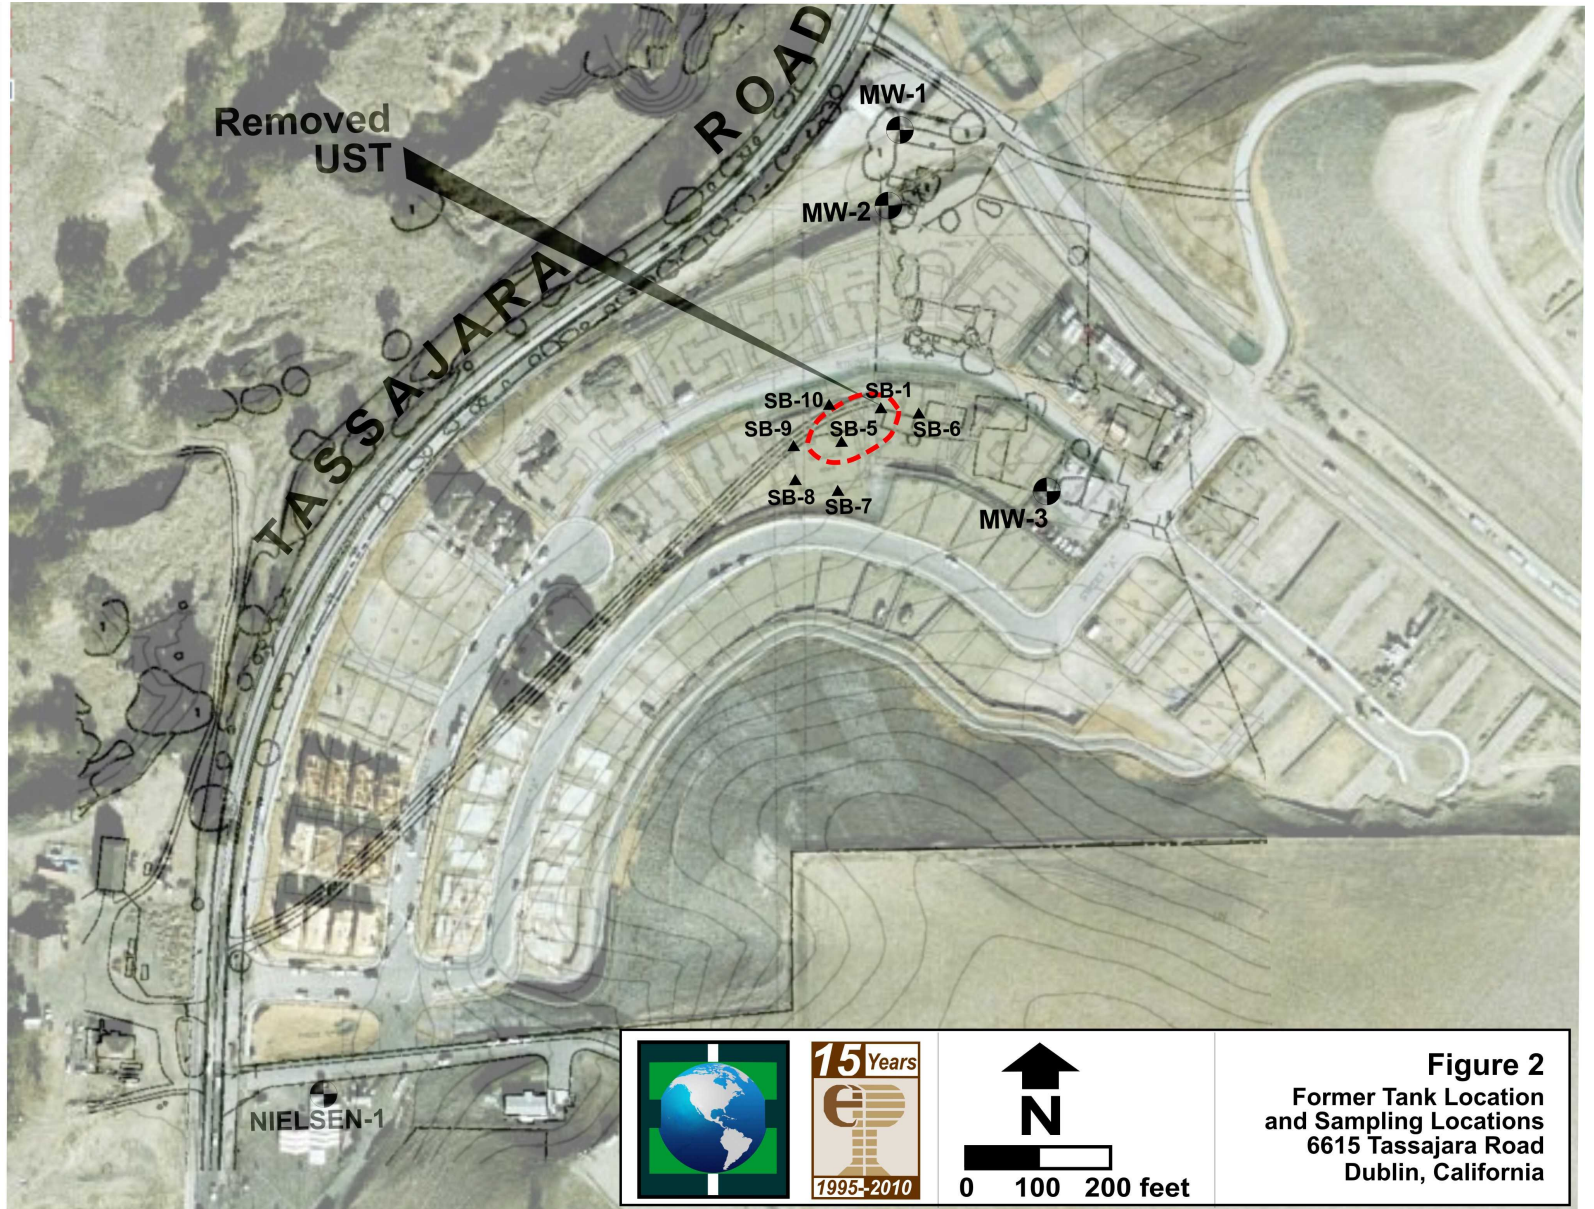 TASSAJARA ROAD
Removed
UST
MW-1
MW-2
SB-1
SB-10
SB-9
SB-5
SB-6
SB-8
SB-7
MW-3
NIELSEN-1
15 Years
eP
1995-2010
N
0 100 200 feet
Figure 2
Former Tank Location
and Sampling Locations
6615 Tassajara Road
Dublin, California